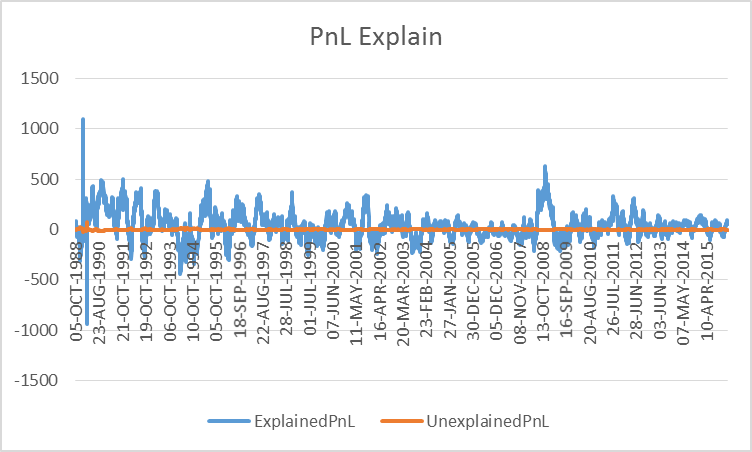 PnL Explain
1500
1000
500
0
-500
-1000
-1500
05-OCT-1988
23-AUG-1990
21-OCT-1991
19-OCT-1992
06-OCT-1993
10-OCT-1994
05-OCT-1995
18-SEP-1996
22-AUG-1997
28-JUL-1998
01-JUL-1999
20-JUN-2000
11-MAY-2001
16-APR-2002
20-MAR-2003
23-FEB-2004
27-JAN-2005
30-DEC-2005
05-DEC-2006
08-NOV-2007
13-OCT-2008
16-SEP-2009
20-AUG-2010
26-JUL-2011
28-JUN-2012
03-JUN-2013
07-MAY-2014
10-APR-2015
ExplainedPnL
UnexplainedPnL